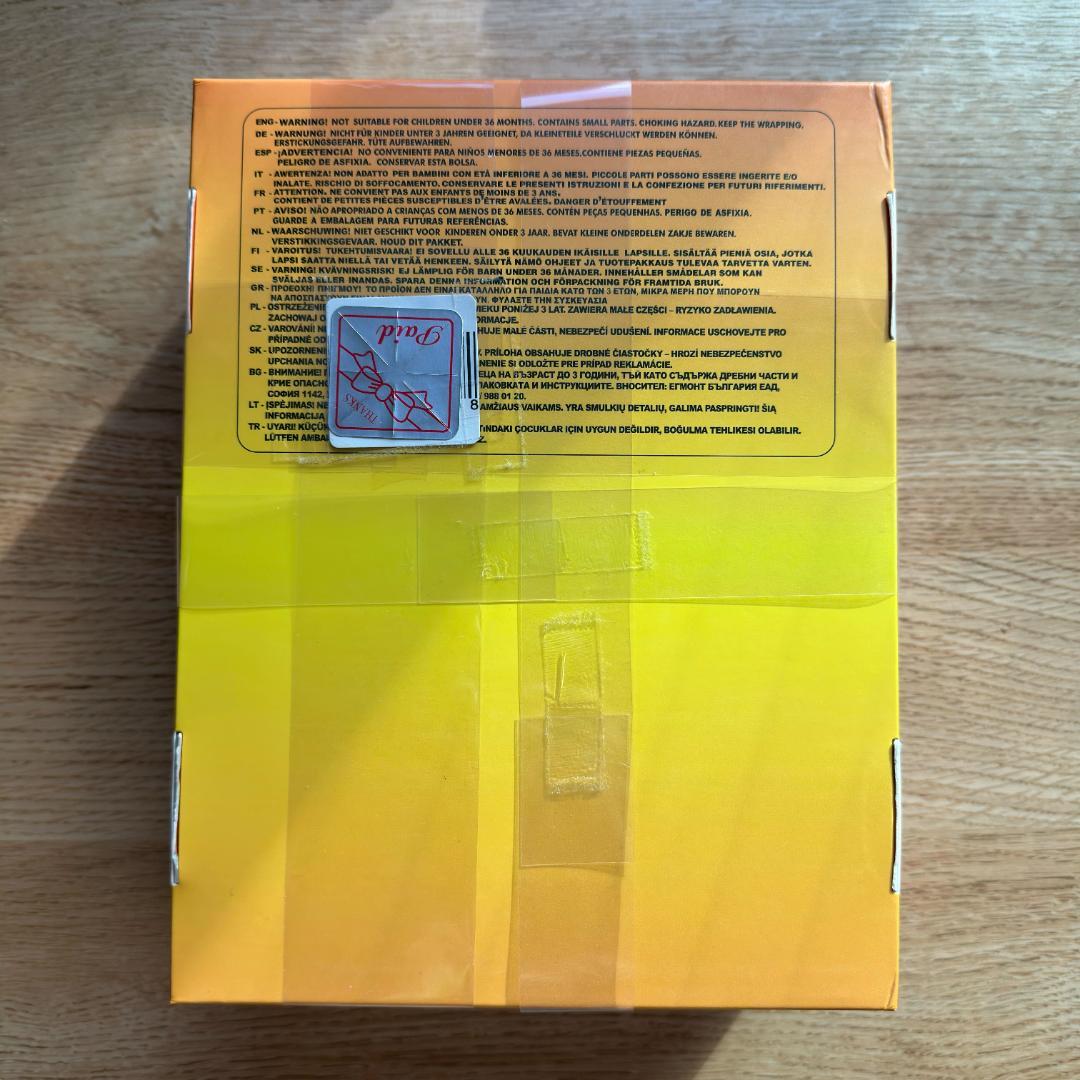 ENG - WARNING! NOT SUITABLE FOR CHILDREN UNDER 36 MONTHS. CONTAINS SMALL PARTS. CHOKING HAZARD. KEEP THE WRAPPING.
DE - WARNUNG! NICHT FÜR KINDER UNTER 3 JAHREN GEEIGNET, DA KLEINETEILE VERSCHLUCKT WERDEN KÖNNEN.
ERSTICKUNGSGEFAHR. TÜTE AUFBEWAHREN.
ESP - ¡ADVERTENCIA! NO CONVENIENTE PARA NIÑOS MENORES DE 36 MESES.CONTIENE PIEZAS PEQUEÑAS.
PELIGRO DE ASFIXIA. CONSERVAR ESTA BOLSA.
IT - AWERTENZA! NON ADATTO PER BAMBINI CON ETÀ INFERIORE A 36 MESI. PICCOLE PARTI POSSONO ESSERE INGERITE E/O
INALATE. RISCHIO DI SOFFOCAMENTO. CONSERVARE LE PRESENTI ISTRUZIONI E LA CONFEZIONE PER FUTURI RIFERIMENTI.
FR - ATTENTION. NE CONVIENT PAS AUX ENFANTS DE MOINS DE 3 ANS.
CONTIENT DE PETITES PIÈCES SUSCEPTIBLES D'ÊTRE AVALÉES. DANGER D'ÉTOUFFEMENT
PT - AVISO! NÃO APROPRIADO A CRIANÇAS COM MENOS DE 36 MESES. CONTÉN PEÇAS PEQUENHAS. PERIGO DE ASFIXIA.
GUARDE A EMBALAGEM PARA FUTURAS REFERÊNCIAS.
NL - WAARSCHUWING! NIET GESCHIKT VOOR KINDEREN ONDER 3 JAAR. BEVAT KLEINE ONDERDELEN ZAKJE BEWAREN.
VERSTIKKINGSGEVAAR. HOUD DIT PAKKET.
FI - VAROITUS! TUKEHTUMISVAARA! EI SOVELLU ALLE 36 KUUKAUDEN IKÄISILLE LAPSILLE. SISÄLTÄÄ PIENIÄ OSIA, JOTKA
LAPSI SAATTA NIELLÄ TAI VETÄÄ HENKEEN. SÄILYTÄ NÄMÖ OHJEET JA TUOTEPAKKAUS TULEVAA TARVETTA VARTEN.
SE - VARNING! KVÄVNINGSRISK! EJ LÄMPLIG FÖR BARN UNDER 36 MÅNADER. INNEHÅLLER SMÅDELAR SOM KAN
SVÄLJAS ELLER INANDAS. SPARA DENNA INFORMATION OCH FÖRPACKNING FÖR FRAMTIDA BRUK.
GR - ΠΡΟΕΙΟΧΗ ΠΝΙΓΜΟΥ! ΤΟ ΠΡΟΪΟΝ ΔΕΝ ΕΙΝΑΙ ΚΑΤΑΛΛΗΛΟ ΓΙΑ ΠΑΙΔΙΑ ΚΑΤΩ ΤΩΝ 3 ΕΤΩΝ, ΜΙΚΡΑ ΜΕΡΗ ΠΟΥ ΜΠΟΡΟΥΝ
ΝΑ ΦΥΛΑΞΤΕ ΤΗΝ ΣΥΣΚΕΥΑΣΙΑ
PL - OSTRZEŻENIE PONIŻEJ 3 LAT. ZAWIERA MAŁE CZĘŚCI – RYZYKO ZADŁAWIENIA.
ZACHOWAJ
CZ - VAROVÁNÍ! MALÉ ČÁSTI, NEBEZPEČÍ UDUŠENÍ. INFORMACE USCHOVEJTE PRO
PŘÍPADNÉ
SK - PRÍLOHA OBSAHUJE DROBNÉ ČIASTOČKY – HROZÍ NEBEZPEČENSTVO
UPCHANIA SI ODLOŽTE PRE PRÍPAD REKLAMÁCIE.
BG - ВНИМАНИЕ! НА ВЪЗРАСТ ДО 3 ГОДИНИ, ТЪЙ КАТО СЪДЪРЖА ДРЕБНИ ЧАСТИ И
КРИЕ И ИНСТРУКЦИИТЕ. ВНОСИТЕЛ: ЕГМОНТ БЪЛГАРИЯ ЕАД,
СОФИЯ 1142, 988 01 20.
LT - ĮSPĖJIMAS! VAIKAMS. YRA SMULKIŲ DETALIŲ, GALIMA PASPRINGTI! ŠIĄ
INFORMACIJĄ
TR - UYARI! ÇOCUKLAR IÇIN UYGUN DEĞILDIR, BOĞULMA TEHLIKESI OLABILIR.
LÜTFEN
Paid
THANKS
8